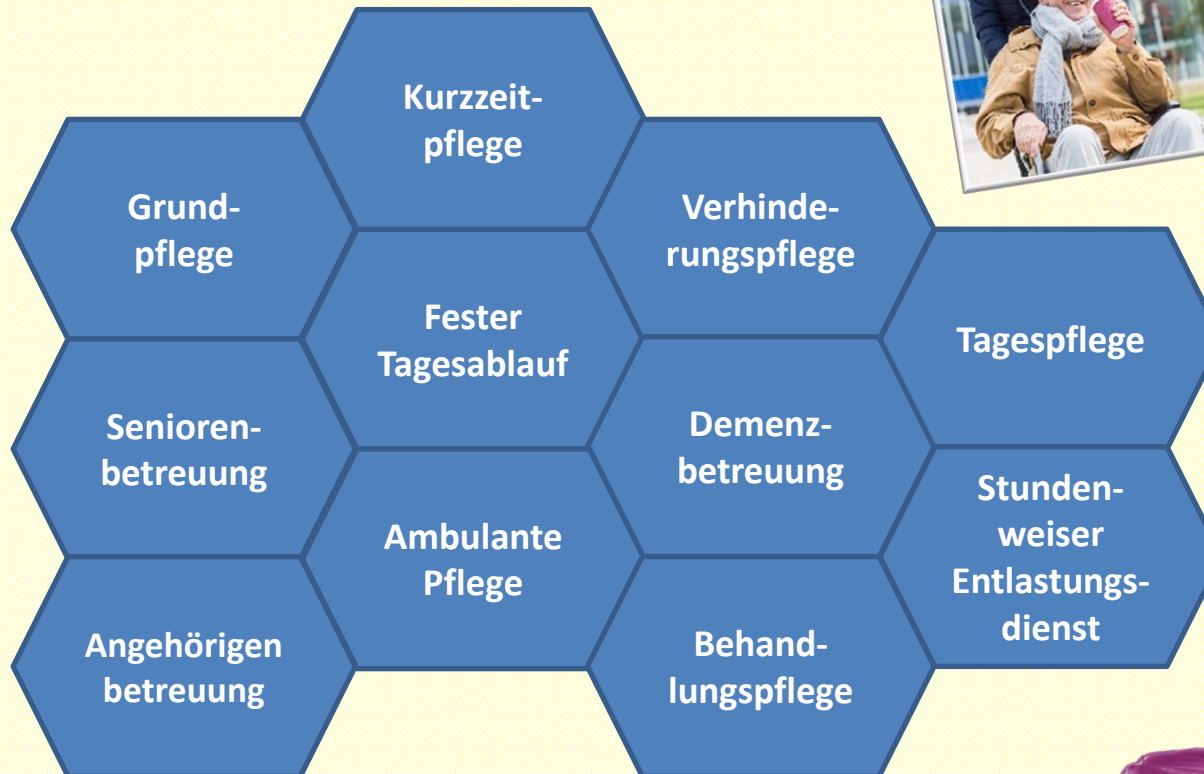 Kurzzeit-
pflege
Grund-
pflege
Verhinde-
rungspflege
Fester
Tagesablauf
Tagespflege
Senioren-
betreuung
Demenz-
betreuung
Ambulante
Pflege
Stunden-
weiser
Entlastungs-
dienst
Angehörigen
betreuung
Behand-
lungspflege